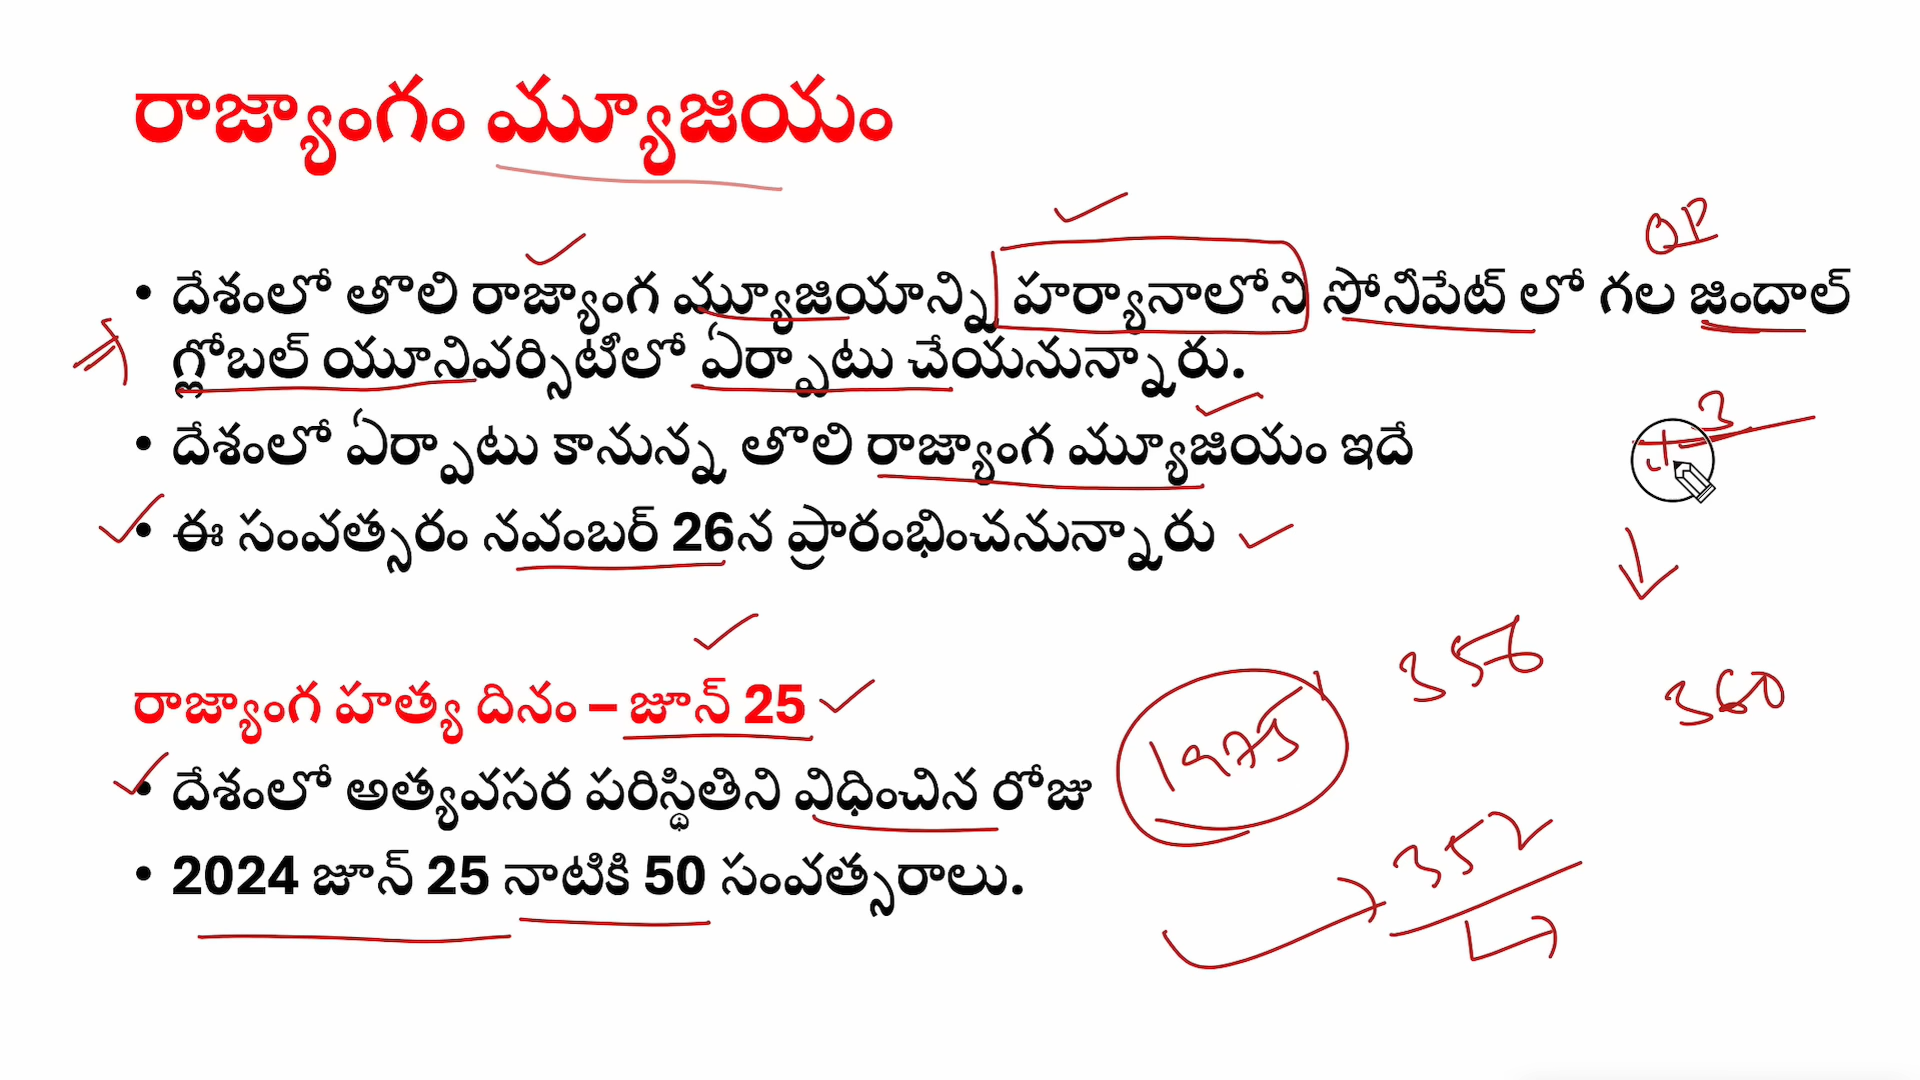 రాజ్యాంగం మ్యూజియం
OP
• దేశంలో తొలి రాజ్యాంగ మ్యూజియాన్ని హర్యానాలోని సోనీపేట్ లో గల జిందాల్
గ్లోబల్ యూనివర్సిటీలో ఏర్పాటు చేయనున్నారు.
3
• దేశంలో ఏర్పాటు కానున్న తొలి రాజ్యాంగ మ్యూజియం ఇదే
• ఈ సంవత్సరం నవంబర్ 26న ప్రారంభించనున్నారు
356
360
రాజ్యాంగ హత్య దినం – జూన్ 25
1975
• దేశంలో అత్యవసర పరిస్థితిని విధించిన రోజు
352
• 2024 జూన్ 25 నాటికి 50 సంవత్సరాలు.